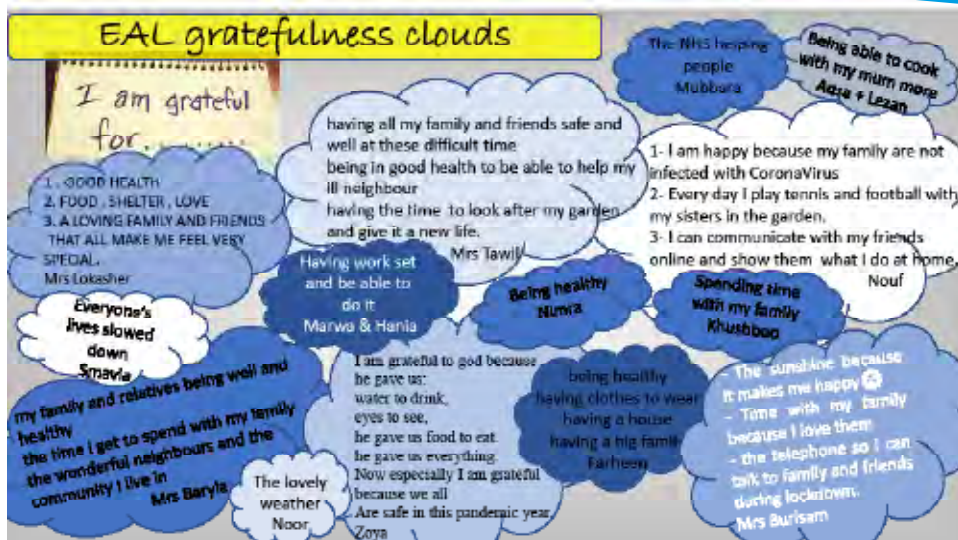 EAL gratefulness clouds
I am grateful
for.........
The NHS helping
people
Mubbara
Being able to cook
with my mum more
Aqsa + Lezan
having all my family and friends safe and
well at these difficult time
being in good health to be able to help my
ill neighbour
having the time to look after my garden
and give it a new life.
Mrs Tawil
1- I am happy because my family are not
infected with CoronaVirus
2- Every day I play tennis and football with
my sisters in the garden.
3- I can communicate with my friends
online and show them what I do at home.
Nouf
1. GOOD HEALTH
2. FOOD, SHELTER, LOVE
3. A LOVING FAMILY AND FRIENDS
THAT ALL MAKE ME FEEL VERY
SPECIAL.
Mrs Lokasher
Having work set
and be able to
do it
Marwa & Hania
Being healthy
Nimra
Spending time
with my family
Khushboo
Everyone's
lives slowed
down
my family and relatives being well and
healthy
the time I get to spend with my family
the wonderful neighbours and the
community I live in
Mrs Baryla
The lovely
weather
Noor
I am grateful to god because
he gave us:
water to drink,
eyes to see,
he gave us food to eat.
he gave us everything.
Now especially I am grateful
because we all
Are safe in this pandemic year
Zoya
being healthy
having clothes to wear
having a house
having a big family
Farheen
- The sunshine because
it makes me happy
- Time with my family
because I love them
- the telephone so I can
talk to family and friends
during lockdown.
Mrs Burisam